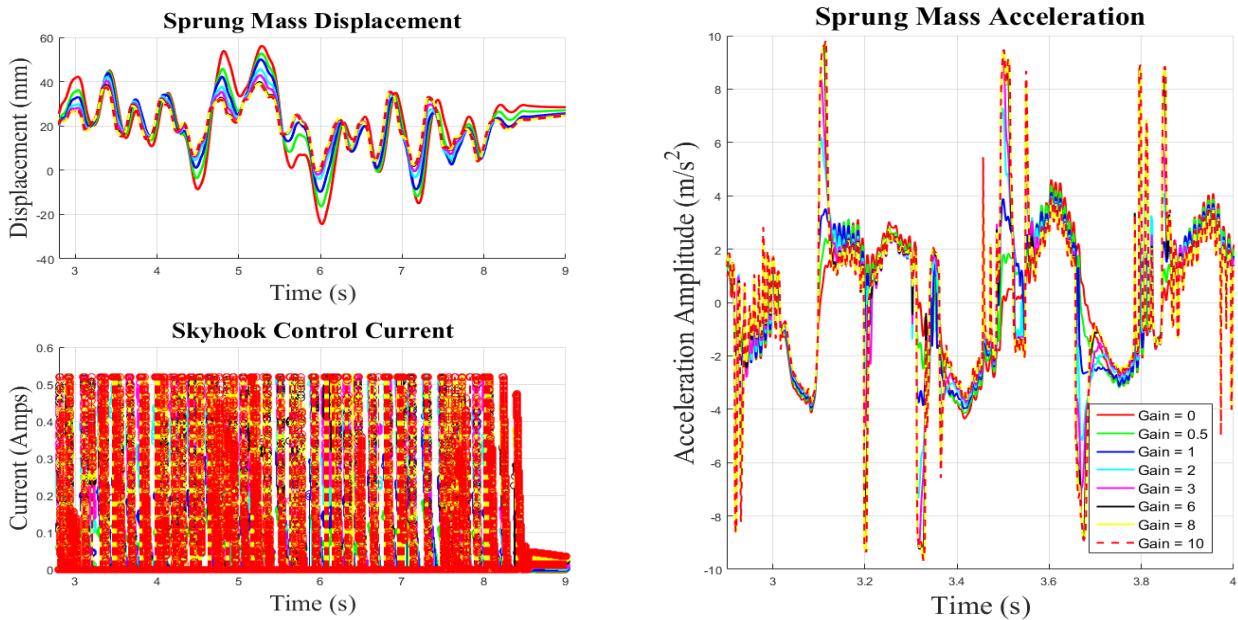 Sprung Mass Displacement
Displacement (mm)
60
40
20
0
-20
-40
3
4
5
6
7
8
9
Time (s)
Skyhook Control Current
Current (Amps)
0.6
0.5
0.4
0.3
0.2
0.1
0
3
4
5
6
7
8
9
Time (s)
Sprung Mass Acceleration
Acceleration Amplitude (m/s²)
10
8
6
4
2
0
-2
-4
-6
-8
-10
3
3.2
3.4
3.6
3.8
4
Time (s)
Gain = 0
Gain = 0.5
Gain = 1
Gain = 2
Gain = 3
Gain = 6
Gain = 8
Gain = 10